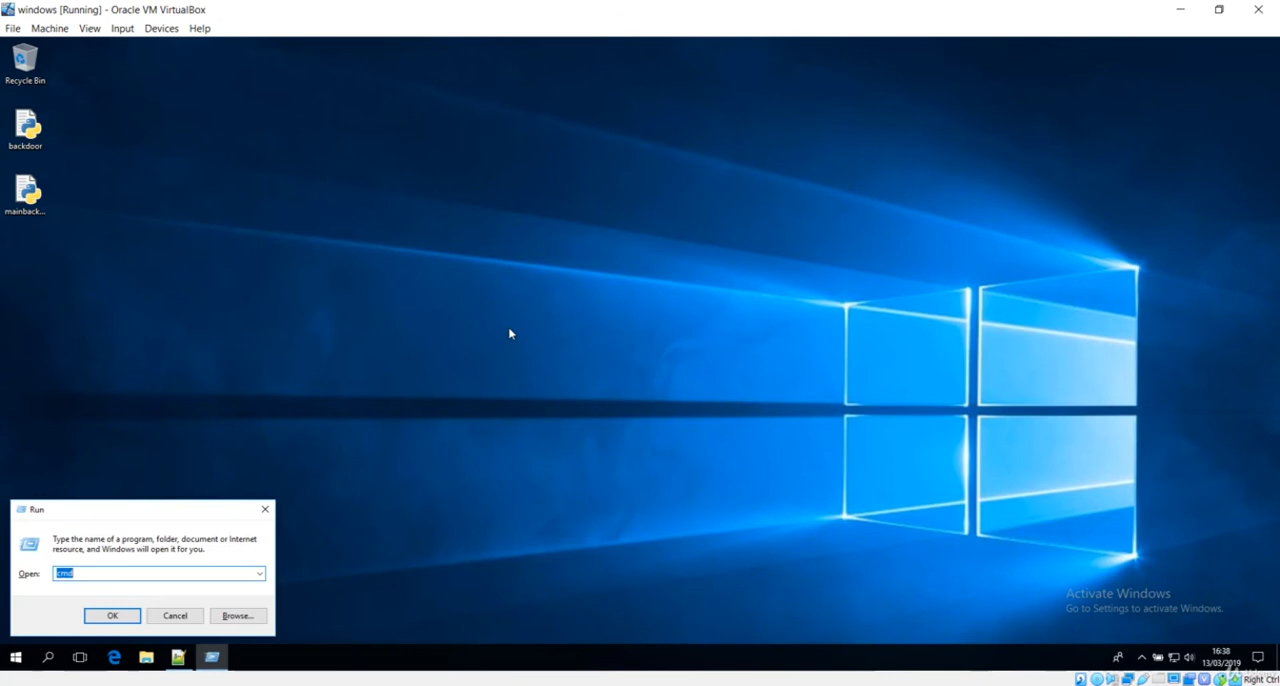 windows [Running] - Oracle VM VirtualBox
File Machine View Input Devices Help
Recycle Bin
backdoor
mainback...
Run
Type the name of a program, folder, document or Internet
resource, and Windows will open it for you.
Open: cmd
OK Cancel Browse...
Activate Windows
Go to Settings to activate Windows.
16:38
13/03/2019
Right Ctrl